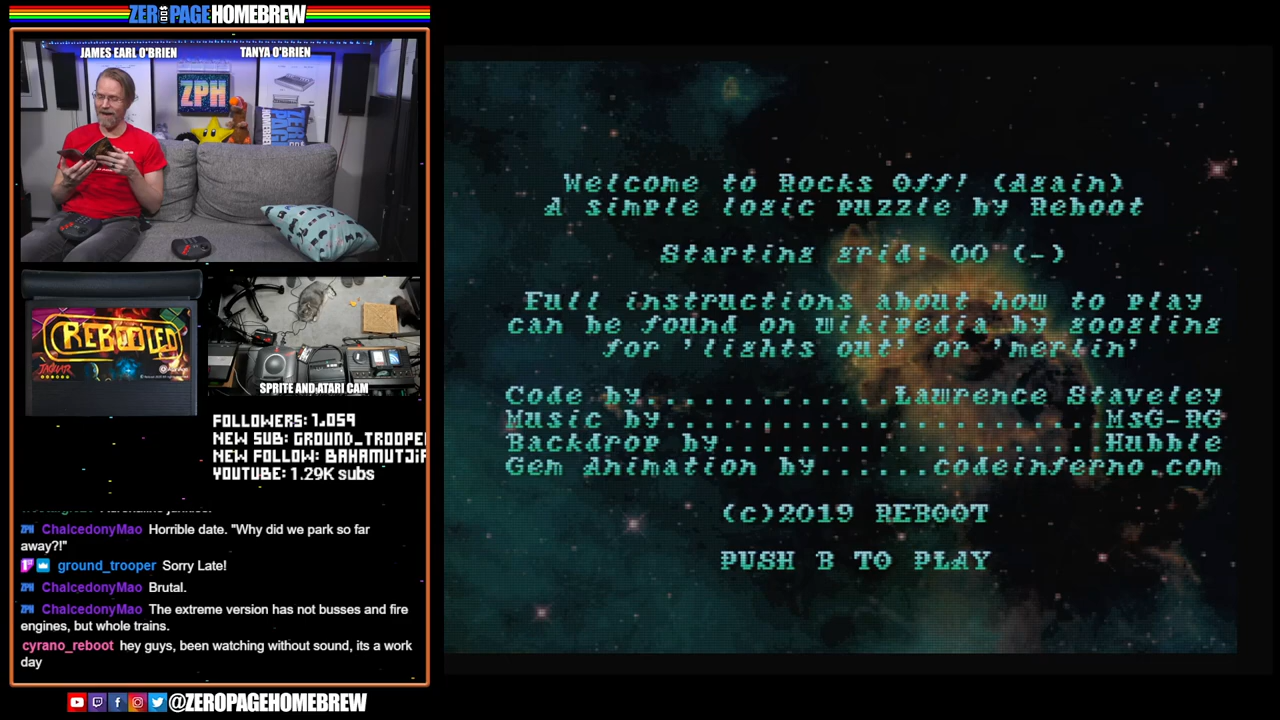 ZERO PAGE HOMEBREW
JAMES EARL O'BRIEN
TANYA O'BRIEN
ZPH
REBOOTED
JAGUAR
SPRITE AND ATARI CAM
FOLLOWERS: 1,059
NEW SUB: GROUND_TROOPE
NEW FOLLOW: BAHAMUTJIR
YOUTUBE: 1.29K subs
ZPH ChalcedonyMao Horrible date. "Why did we park so far
away?!"
ground_trooper Sorry Late!
ZPH ChalcedonyMao Brutal.
ZPH ChalcedonyMao The extreme version has not busses and fire
engines, but whole trains.
cyrano_reboot hey guys, been watching without sound, its a work
day
@ZEROPAGEHOMEBREW
Welcome to Rocks Off! (Again)
A simple logic puzzle by Reboot
Starting grid: 00 (-)
Full instructions about how to play
can be found on wikipedia by googling
for 'lights out' or 'merlin'
Code by............Lawrence Staveley
Music by.......................MsG-RG
Backdrop by....................Hubble
Gem Animation by......codeinferno.com
(c)2019 REBOOT
PUSH B TO PLAY